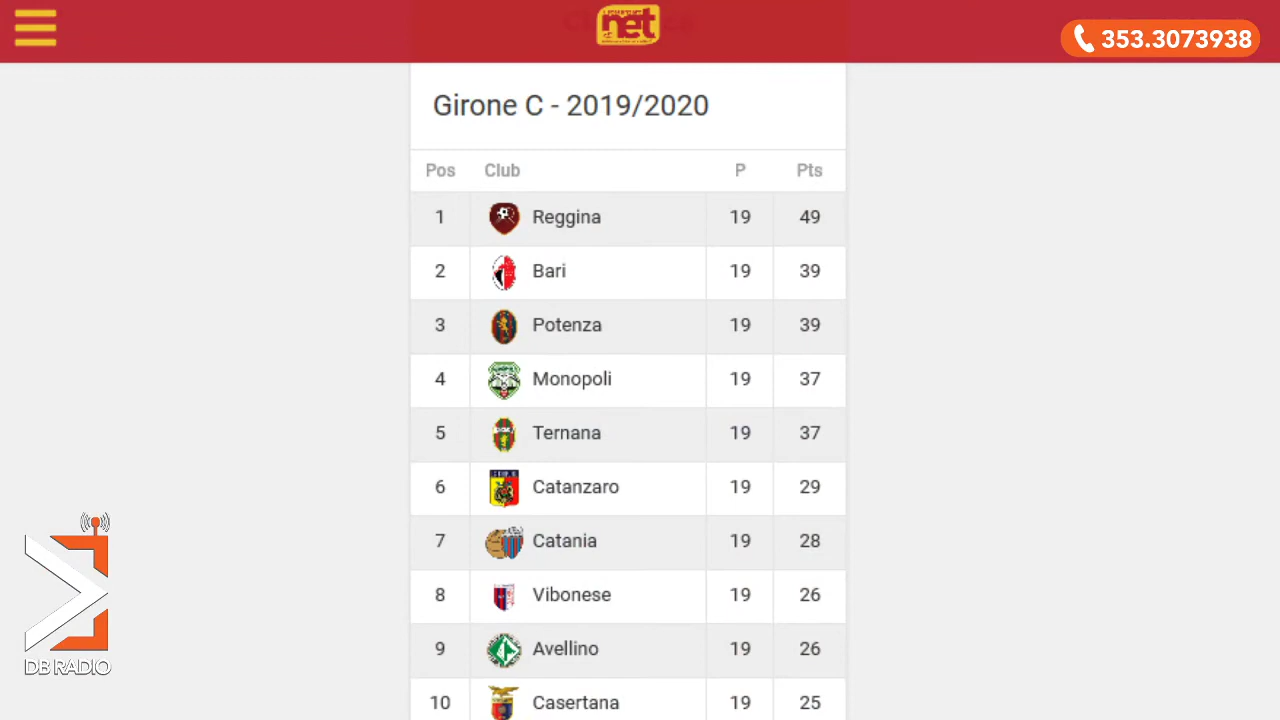 net
353.3073938
Girone C - 2019/2020
Pos Club P Pts
1 Reggina 19 49
2 Bari 19 39
3 Potenza 19 39
4 Monopoli 19 37
5 Ternana 19 37
6 Catanzaro 19 29
7 Catania 19 28
8 Vibonese 19 26
9 Avellino 19 26
10 Casertana 19 25
DB RADIO